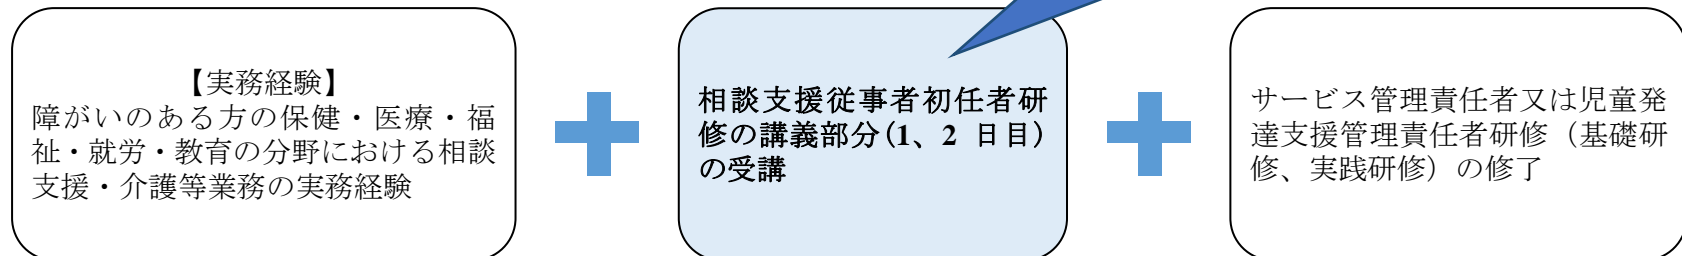 【実務経験】
障がいのある方の保健・医療・福
祉・就労・教育の分野における相談
支援・介護等業務の実務経験
相談支援従事者初任者研
修の講義部分(1、2 日目)
の受講
サービス管理責任者又は児童発
達支援管理責任者研修（基礎研
修、実践研修）の修了